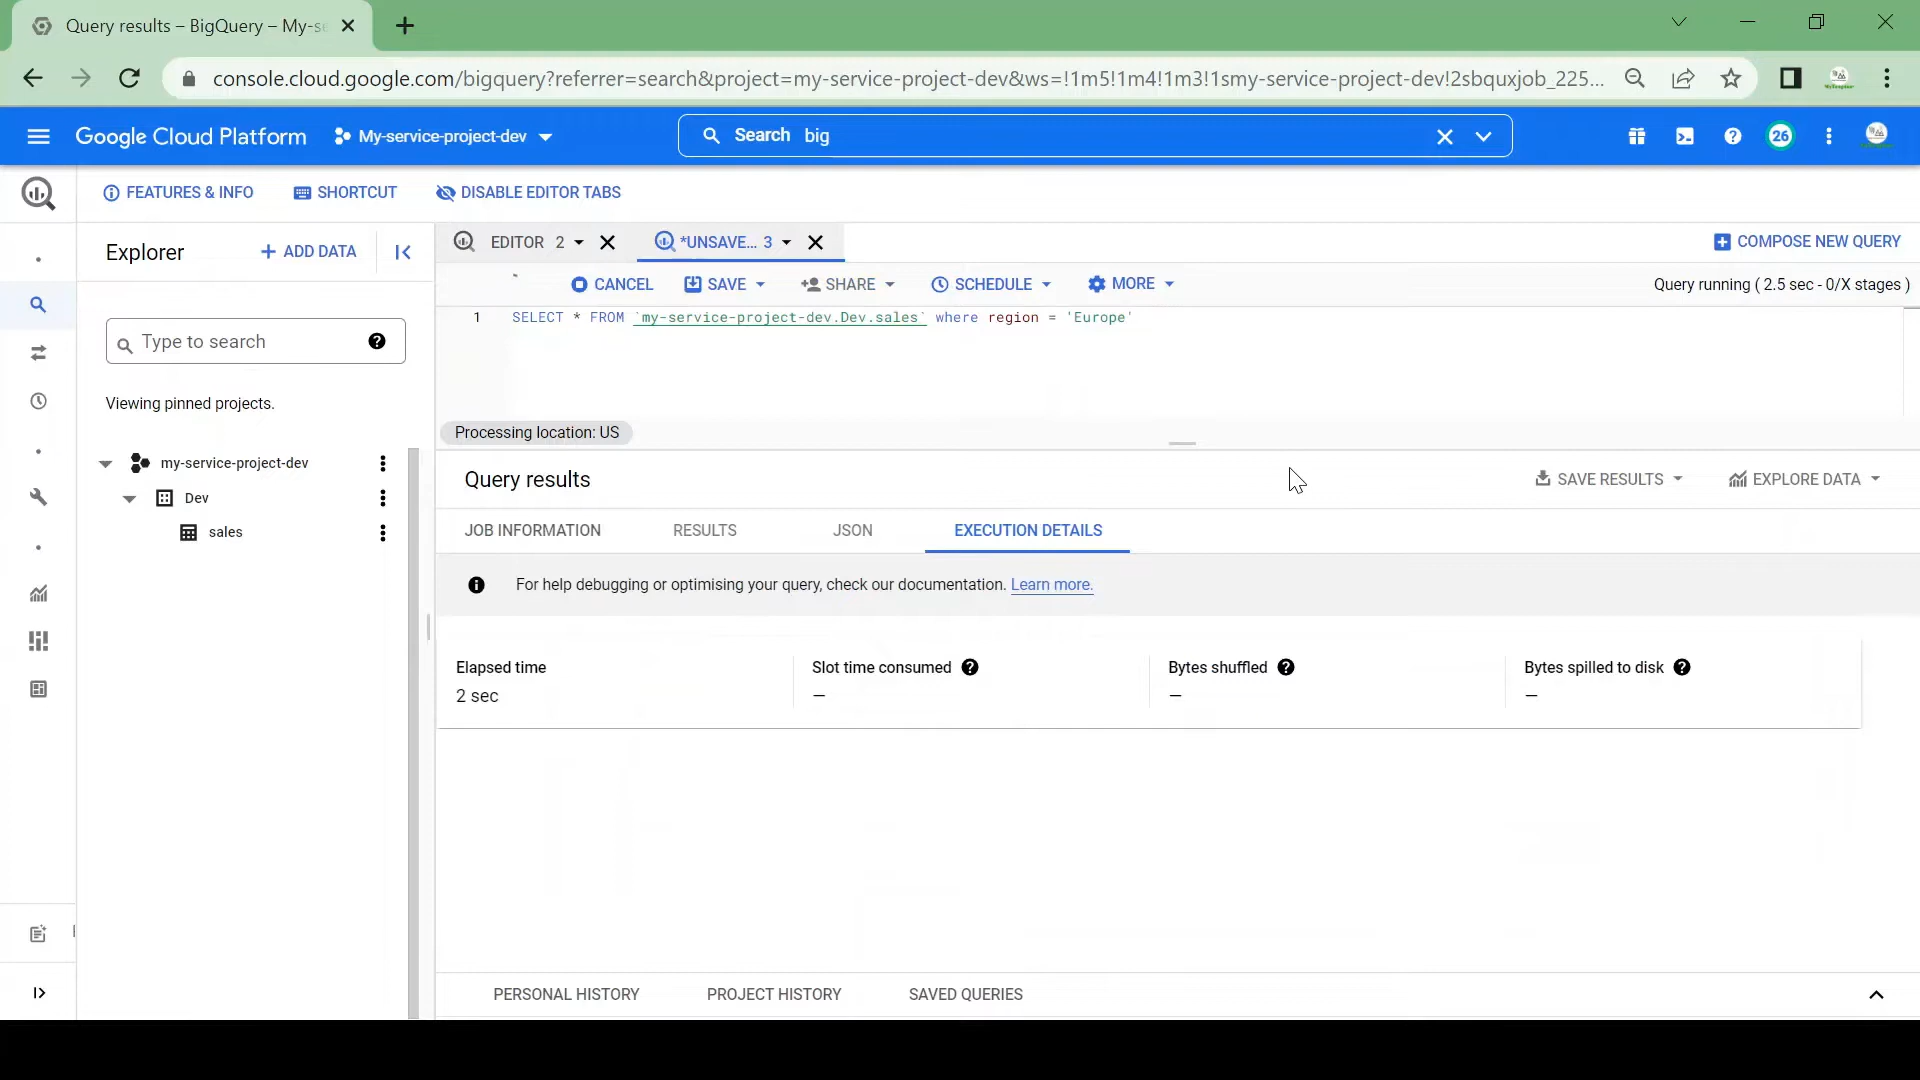 Query results – BigQuery – My-se
console.cloud.google.com/bigquery?referrer=search&project=my-service-project-dev&ws=!1m5!1m4!1m3!1smy-service-project-dev!2sbquxjob_225...
Google Cloud Platform
My-service-project-dev
Search big
26
FEATURES & INFO
SHORTCUT
DISABLE EDITOR TABS
Explorer
+ ADD DATA
EDITOR 2
*UNSAVE... 3
COMPOSE NEW QUERY
CANCEL
SAVE
SHARE
SCHEDULE
MORE
Query running ( 2.5 sec - 0/X stages )
1 SELECT * FROM `my-service-project-dev.Dev.sales` where region = 'Europe'
Type to search
Viewing pinned projects.
my-service-project-dev
Dev
sales
Processing location: US
Query results
SAVE RESULTS
EXPLORE DATA
JOB INFORMATION
RESULTS
JSON
EXECUTION DETAILS
For help debugging or optimising your query, check our documentation. Learn more.
Elapsed time
2 sec
Slot time consumed
—
Bytes shuffled
—
Bytes spilled to disk
—
PERSONAL HISTORY
PROJECT HISTORY
SAVED QUERIES